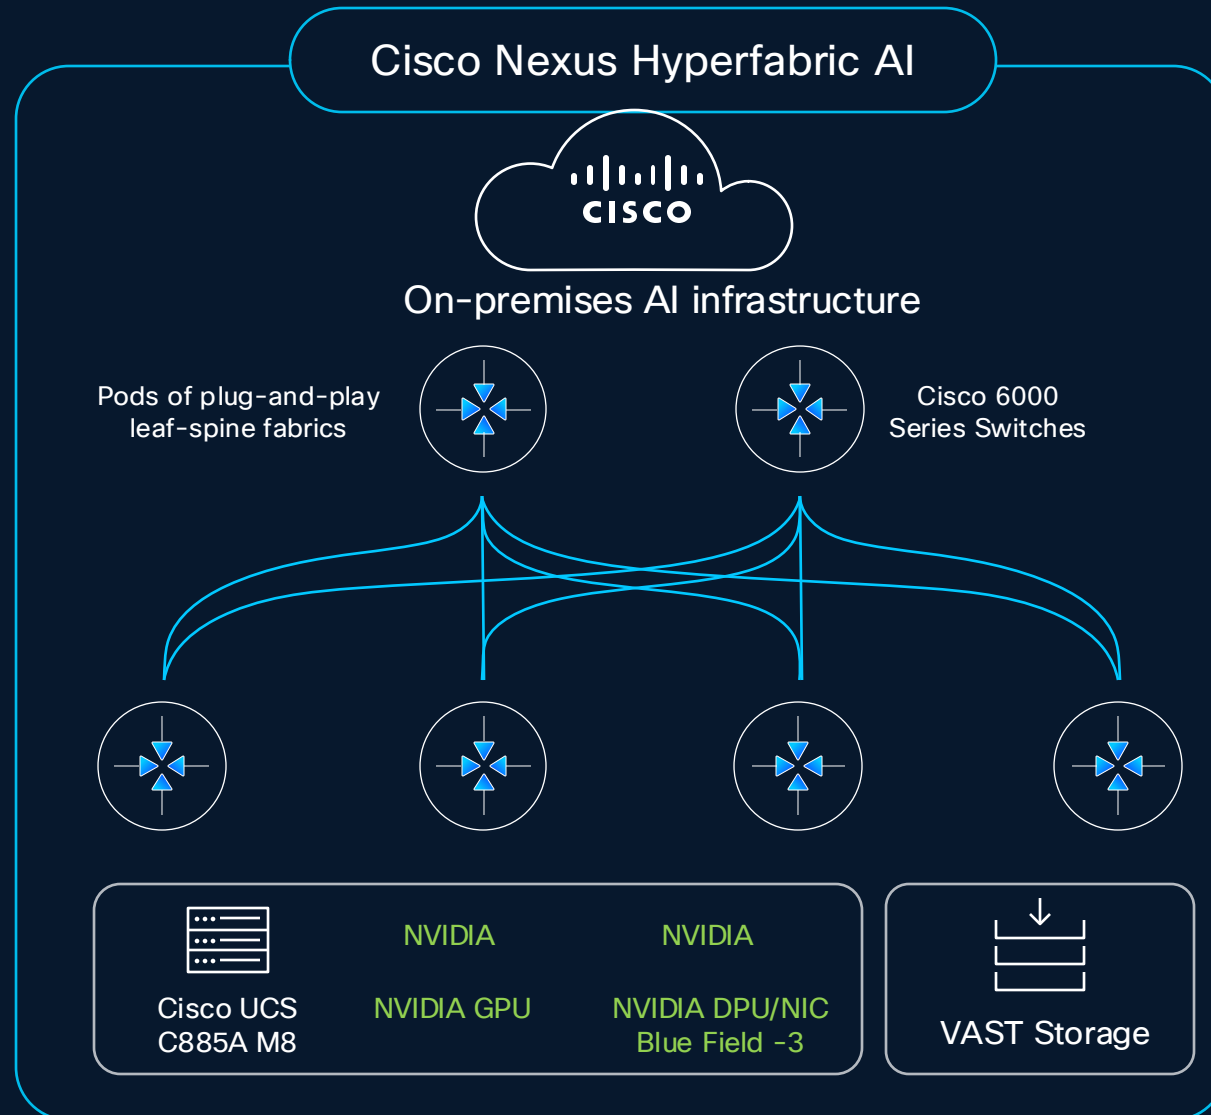 Cisco Nexus Hyperfabric AI
CISCO
On-premises AI infrastructure
Pods of plug-and-play
leaf-spine fabrics
Cisco 6000
Series Switches
NVIDIA
NVIDIA
Cisco UCS
C885A M8
NVIDIA GPU
NVIDIA DPU/NIC
Blue Field -3
VAST Storage